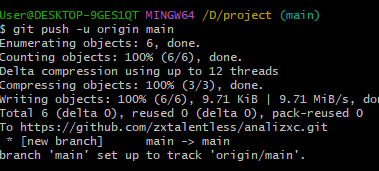 User@DESKTOP-9GES1QT MINGW64 /D/project (main)
$ git push -u origin main
Enumerating objects: 6, done.
Counting objects: 100% (6/6), done.
Delta compression using up to 12 threads
Compressing objects: 100% (3/3), done.
Writing objects: 100% (6/6), 9.71 KiB | 9.71 MiB/s, done.
Total 6 (delta 0), reused 0 (delta 0), pack-reused 0
To https://github.com/zxtalentless/analizxc.git
 * [new branch]      main -> main
branch 'main' set up to track 'origin/main'.